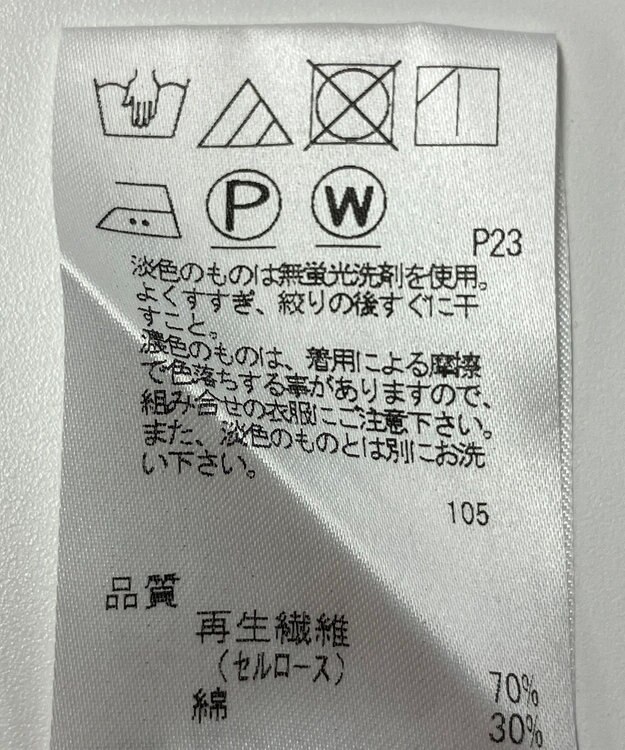 P
W
P23
淡色のものは無蛍光洗剤を使用。
よくすすぎ、絞りの後すぐに干
すこと。
濃色のものは、着用による摩擦
で色落ちする事がありますので、
組み合せの衣服にご注意下さい。
また、淡色のものとは別にお洗
い下さい。
105
品質
再生繊維
(セルロース) 70%
綿 30%